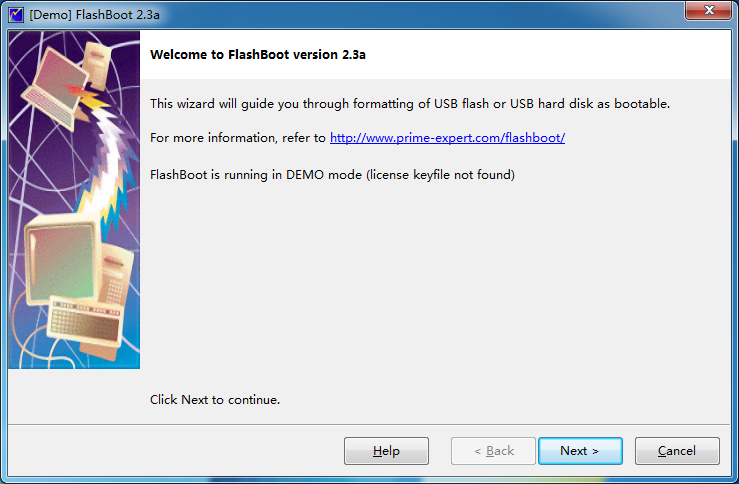 [Demo] FlashBoot 2.3a
Welcome to FlashBoot version 2.3a
This wizard will guide you through formatting of USB flash or USB hard disk as bootable.
For more information, refer to http://www.prime-expert.com/flashboot/
FlashBoot is running in DEMO mode (license keyfile not found)
Click Next to continue.
Help
< Back
Next >
Cancel